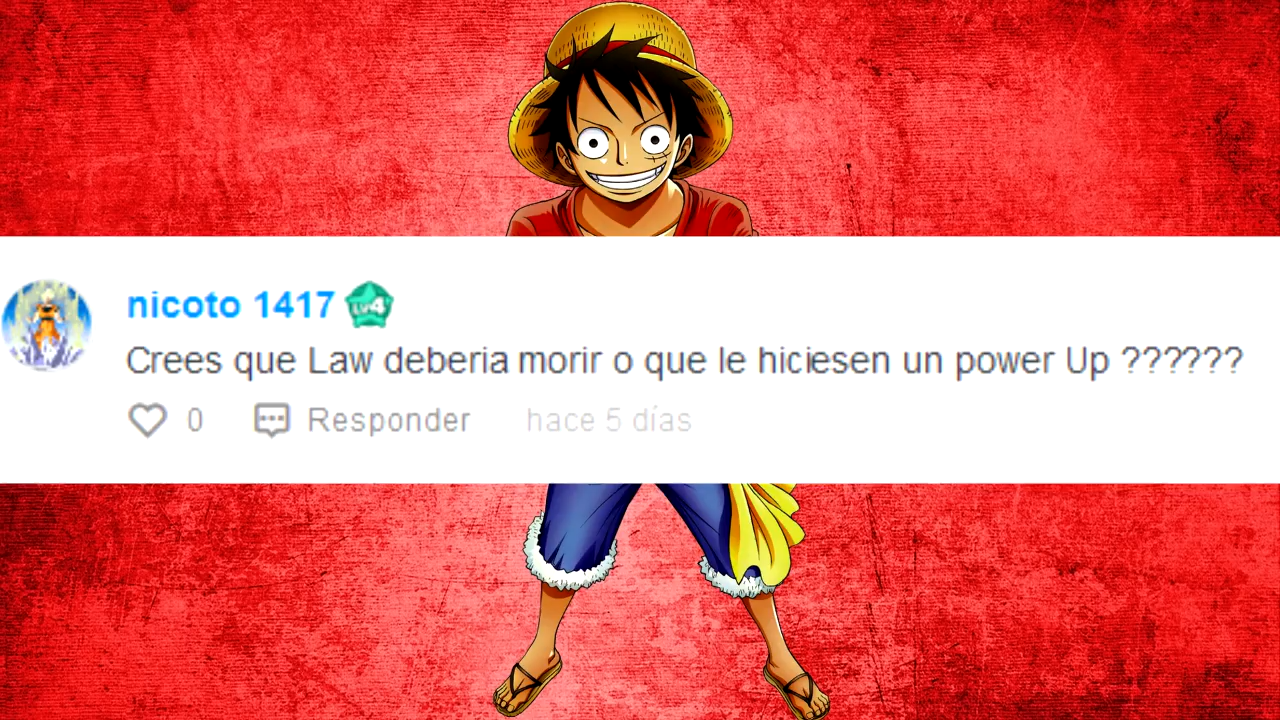 nicoto 1417 Lv4
Crees que Law deberia morir o que le hiciesen un power Up ??????
0 Responder hace 5 días